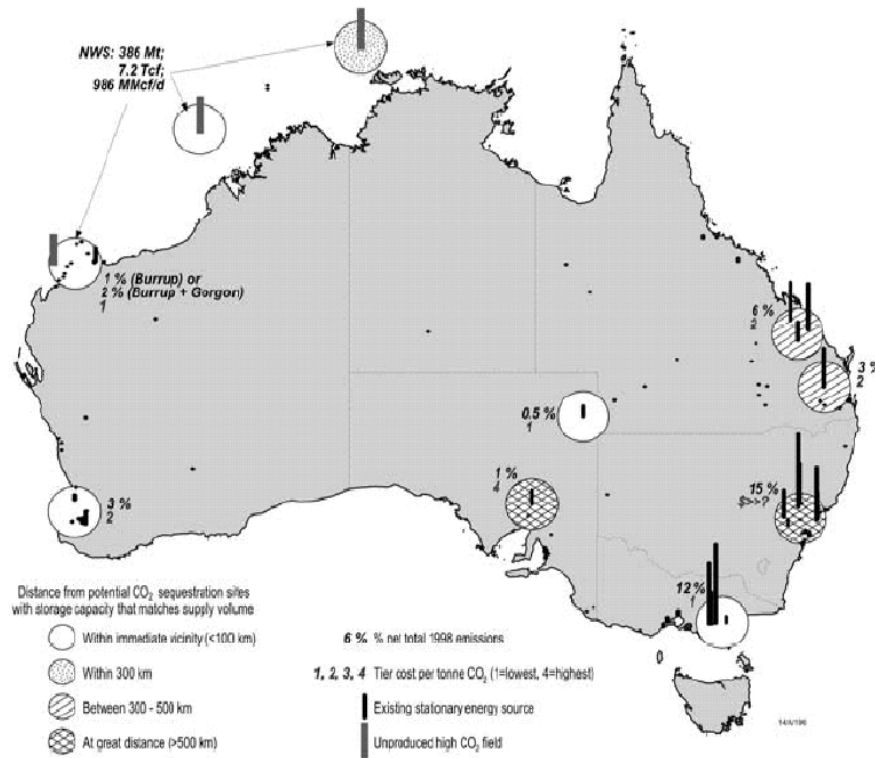 NWS: 386 Mt;
7.2 Tcf;
986 MMcf/d
1 % (Burrup) or
2 % (Burrup + Gorgon)
1
6 %
3 %
2
0.5 %
1
1 %
4
15 %
3 %
2
12 %
1
Distance from potential CO2 sequestration sites
with storage capacity that matches supply volume
Within immediate vicinity (<100 km)
Within 300 km
Between 300 - 500 km
At great distance (>500 km)
6 % % net total 1998 emissions
1, 2, 3, 4 Tier cost per tonne CO2 (1=lowest, 4=highest)
Existing stationary energy source
Unproduced high CO2 field